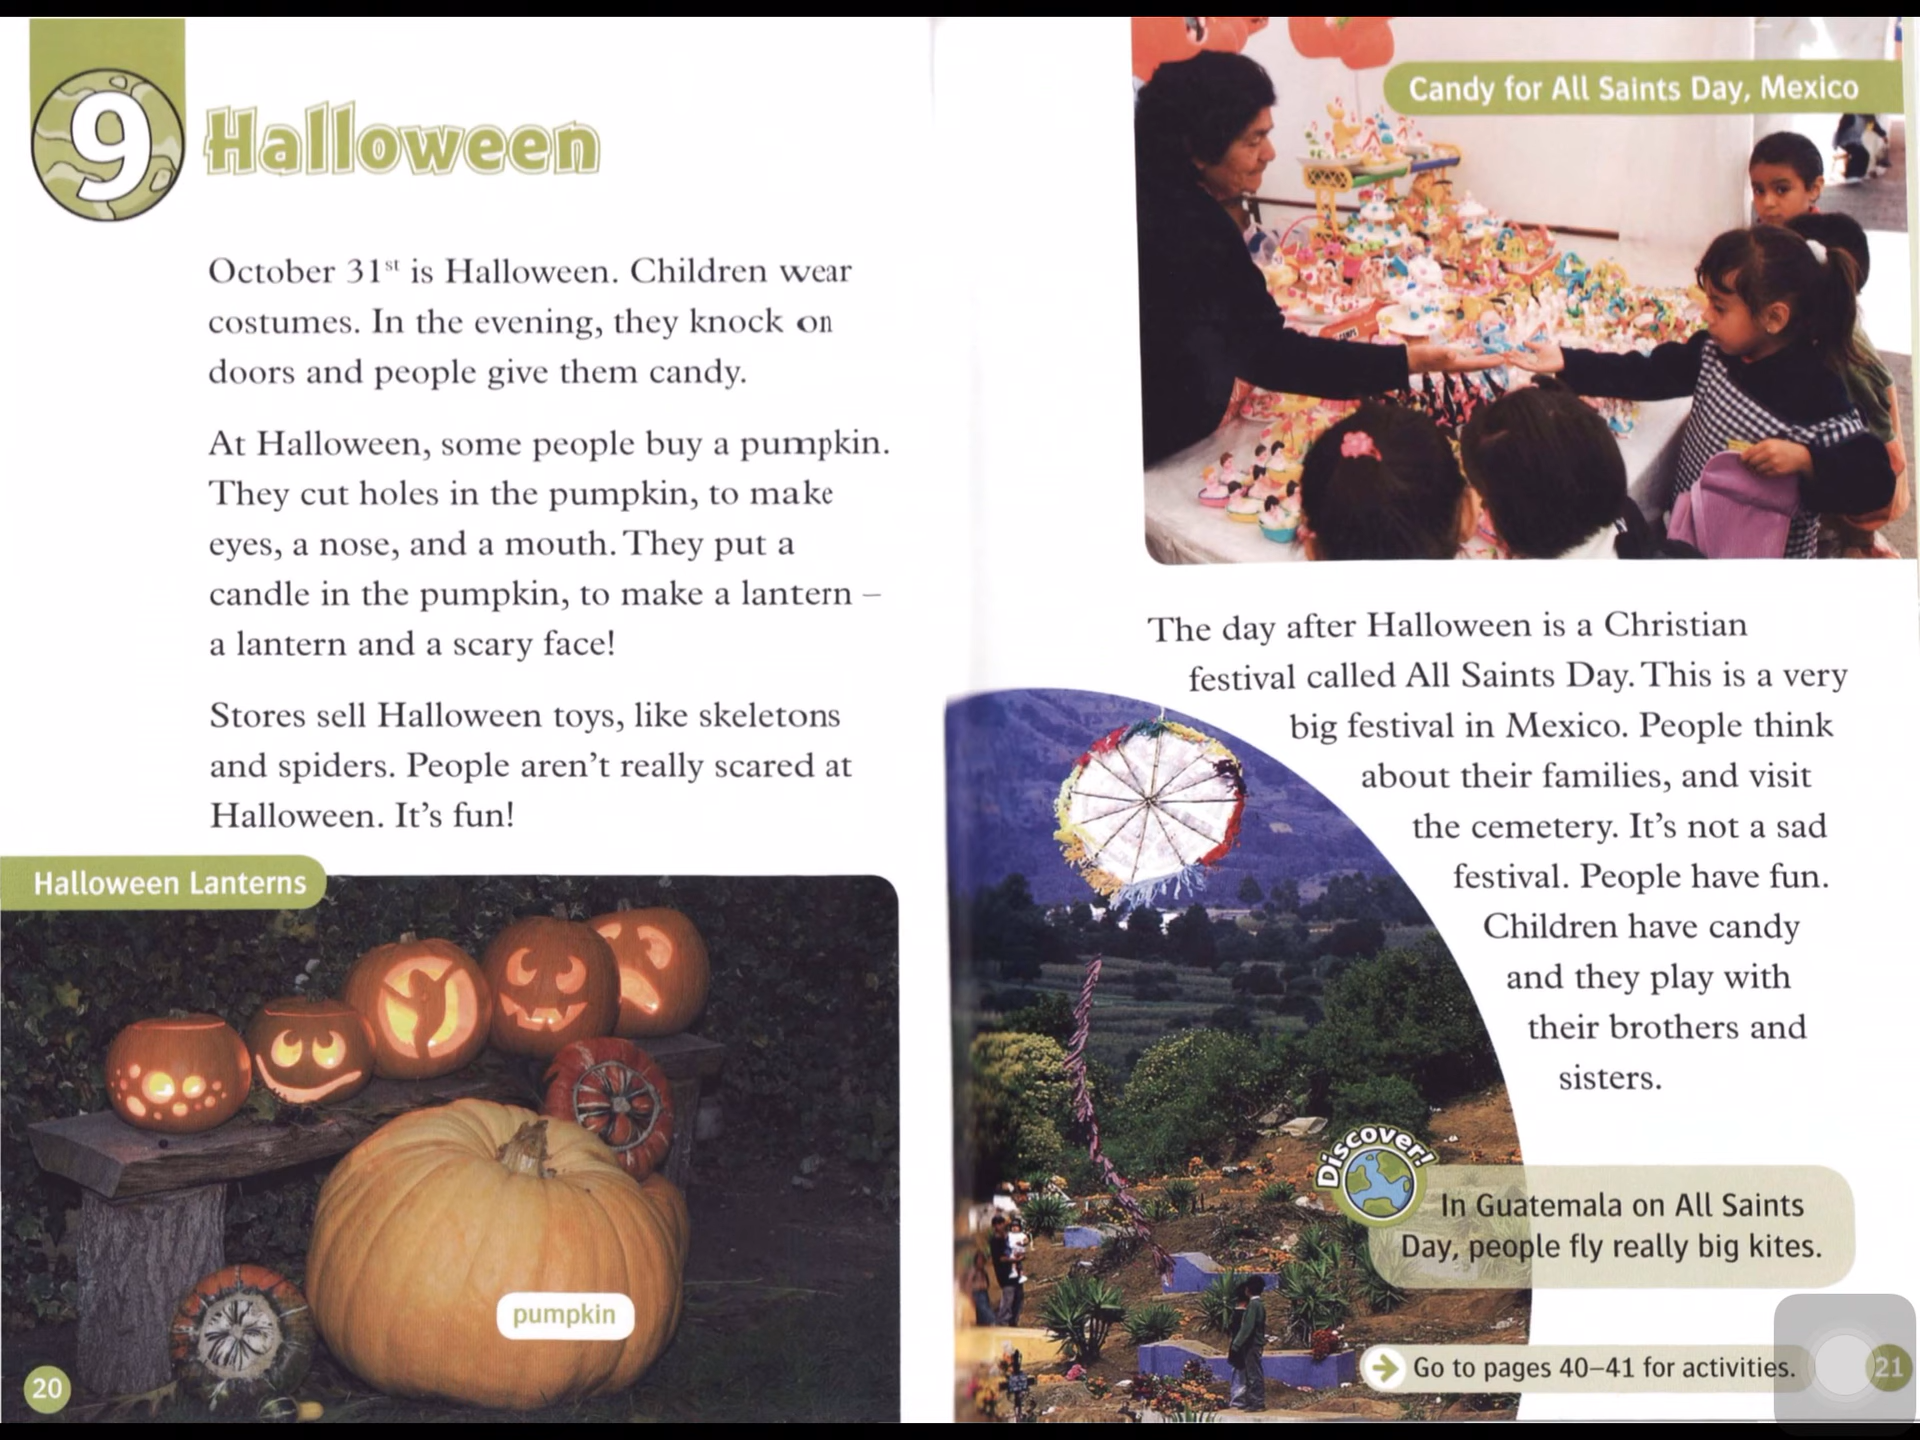 9
Halloween
October 31st is Halloween. Children wear
costumes. In the evening, they knock on
doors and people give them candy.
At Halloween, some people buy a pumpkin.
They cut holes in the pumpkin, to make
eyes, a nose, and a mouth. They put a
candle in the pumpkin, to make a lantern –
a lantern and a scary face!
Stores sell Halloween toys, like skeletons
and spiders. People aren't really scared at
Halloween. It's fun!
Halloween Lanterns
pumpkin
20
Candy for All Saints Day, Mexico
The day after Halloween is a Christian
festival called All Saints Day. This is a very
big festival in Mexico. People think
about their families, and visit
the cemetery. It's not a sad
festival. People have fun.
Children have candy
and they play with
their brothers and
sisters.
Discover!
In Guatemala on All Saints
Day, people fly really big kites.
Go to pages 40–41 for activities.
21